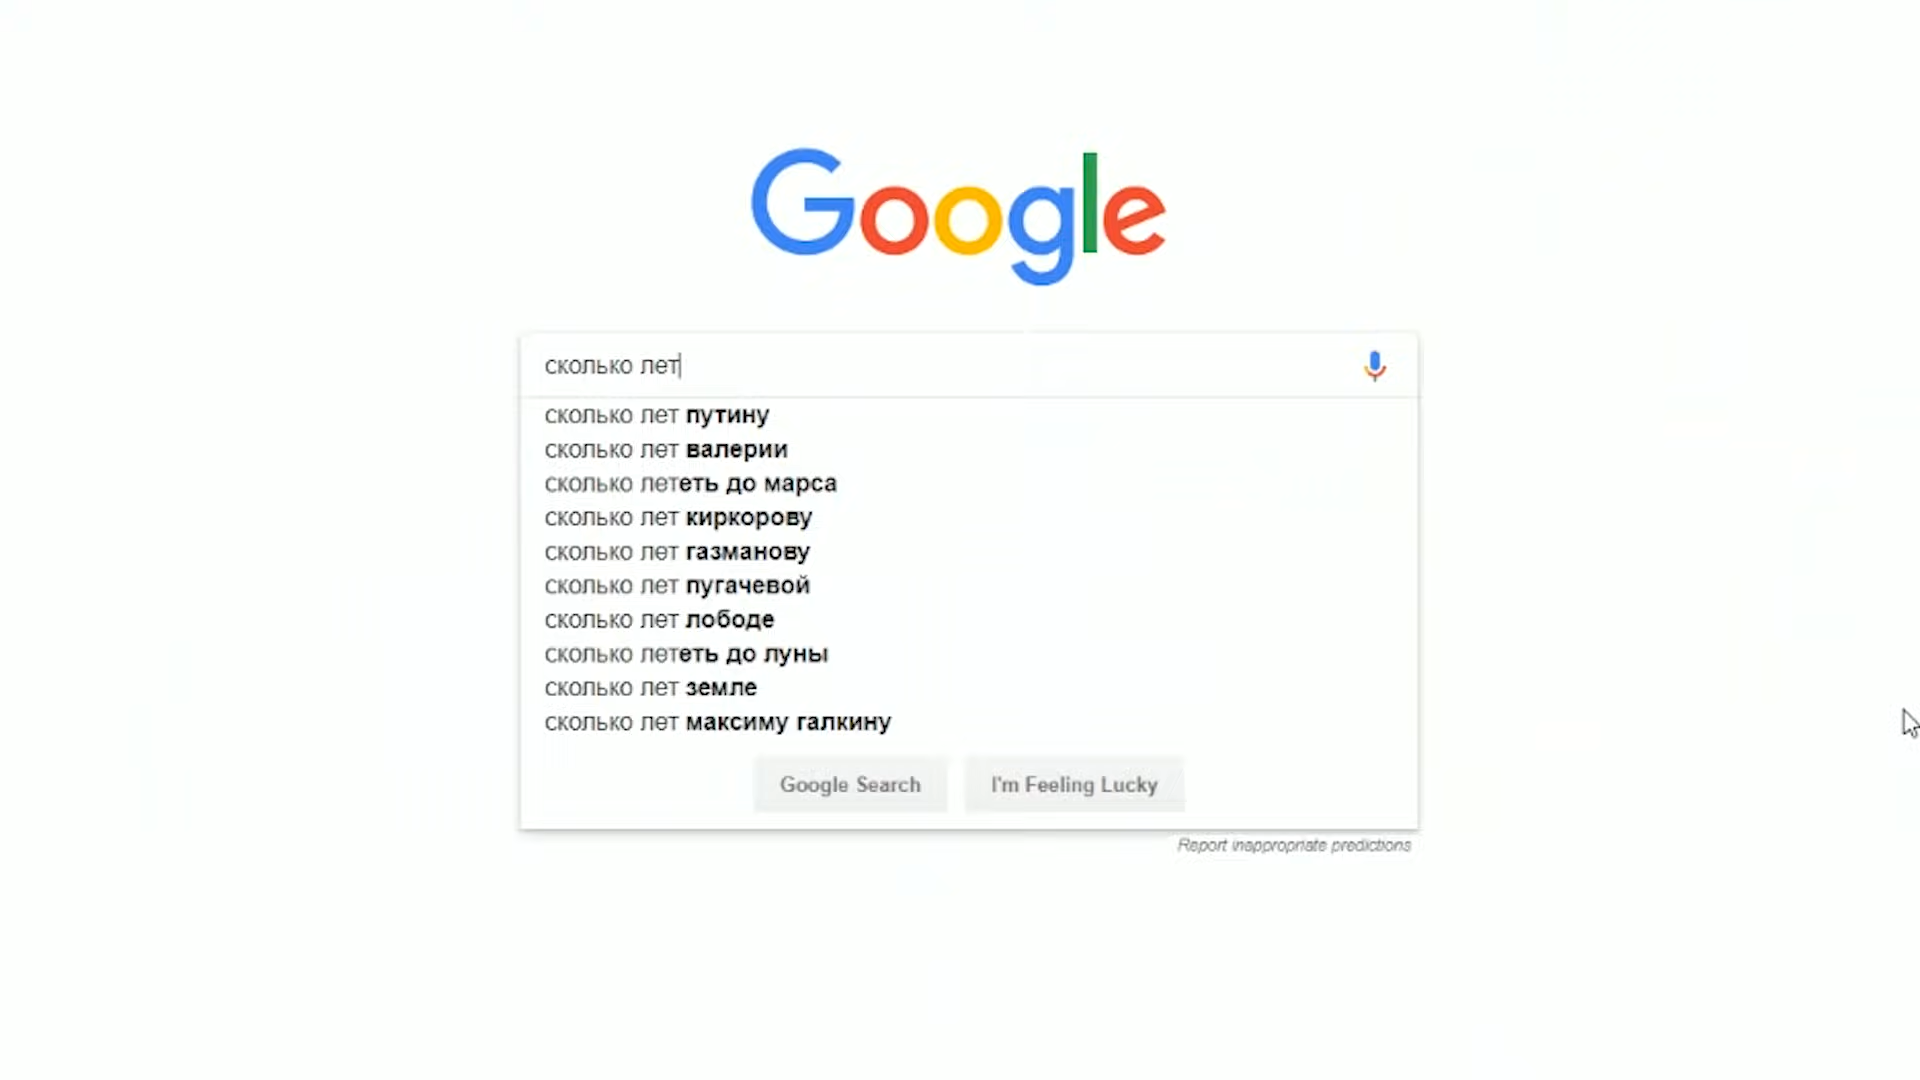 Google
сколько лет
сколько лет путину
сколько лет валерии
сколько лететь до марса
сколько лет киркорову
сколько лет газманову
сколько лет пугачевой
сколько лет лободе
сколько лететь до луны
сколько лет земле
сколько лет максиму галкину
Google Search I'm Feeling Lucky
Report inappropriate predictions